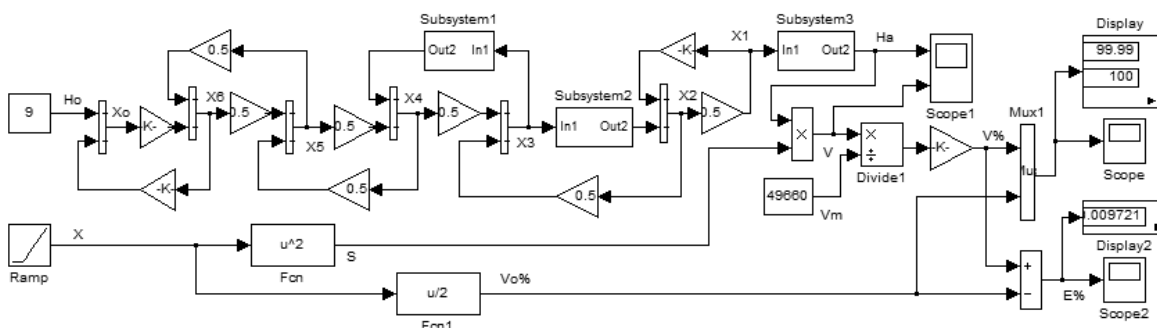 Subsystem1
Subsystem3
Display
0.5
Out2
In1
-K-
X1
In1
Out2
Ha
99.99
100
9
Ho
Xo
-K-
X6
0.5
X5
0.5
X4
0.5
X3
Subsystem2
In1
Out2
X2
0.5
Scope1
Mux1
-K-
0.5
0.5
X
V
X
÷
Divide1
-K-
V%
Mu
Scope
49660
Vm
0.009721
Display2
X
Ramp
u^2
Fcn
S
u/2
Fcn1
Vo%
+
−
E%
Scope2